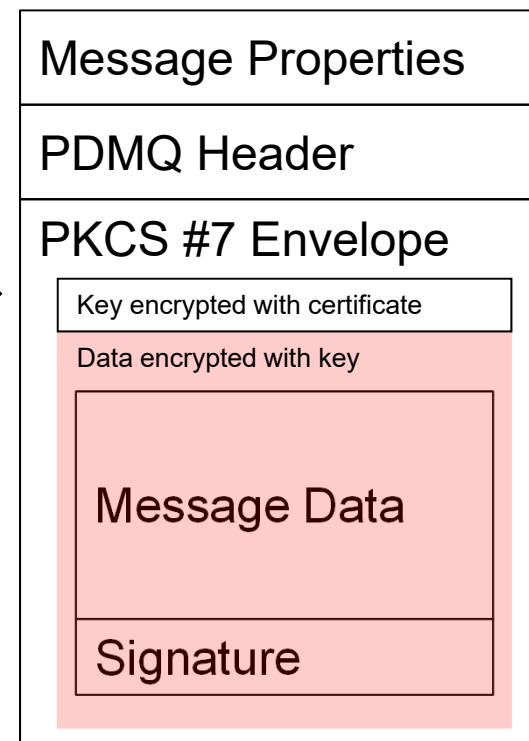 Message Properties
PDMQ Header
PKCS #7 Envelope
Key encrypted with certificate
Data encrypted with key
Message Data
Signature